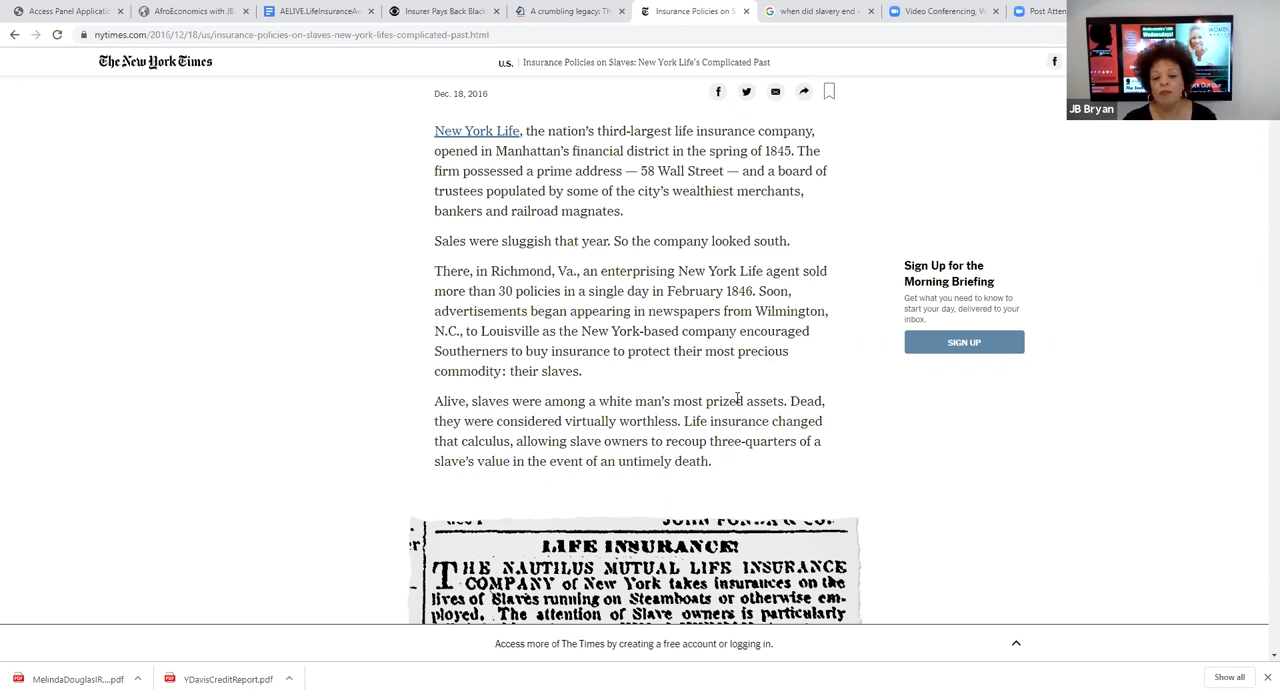 Access Panel Applicatio
AfroEconomics with JB
AELIVE.LifeInsuranceAw
Insurer Pays Back Black
A crumbling legacy: Th
Insurance Policies on S
when did slavery end -
Video Conferencing, W
Post Atten
nytimes.com/2016/12/18/us/insurance-policies-on-slaves-new-york-lifes-complicated-past.html
The New York Times
U.S. | Insurance Policies on Slaves: New York Life's Complicated Past
JB Bryan
Dec. 18, 2016
New York Life, the nation's third-largest life insurance company,
opened in Manhattan's financial district in the spring of 1845. The
firm possessed a prime address — 58 Wall Street — and a board of
trustees populated by some of the city's wealthiest merchants,
bankers and railroad magnates.
Sales were sluggish that year. So the company looked south.
There, in Richmond, Va., an enterprising New York Life agent sold
more than 30 policies in a single day in February 1846. Soon,
advertisements began appearing in newspapers from Wilmington,
N.C., to Louisville as the New York-based company encouraged
Southerners to buy insurance to protect their most precious
commodity: their slaves.
Alive, slaves were among a white man's most prized assets. Dead,
they were considered virtually worthless. Life insurance changed
that calculus, allowing slave owners to recoup three-quarters of a
slave's value in the event of an untimely death.
Sign Up for the
Morning Briefing
Get what you need to know to
start your day, delivered to your
inbox.
SIGN UP
LIFE INSURANCE!
THE NAUTILUS MUTUAL LIFE INSURANCE
COMPANY of New York takes insurances on the
lives of Slaves running on Steamboats or otherwise em-
ployed. The attention of Slave owners is particularly
Access more of The Times by creating a free account or logging in.
MelindaDouglasIR....pdf
YDavisCreditReport.pdf
Show all